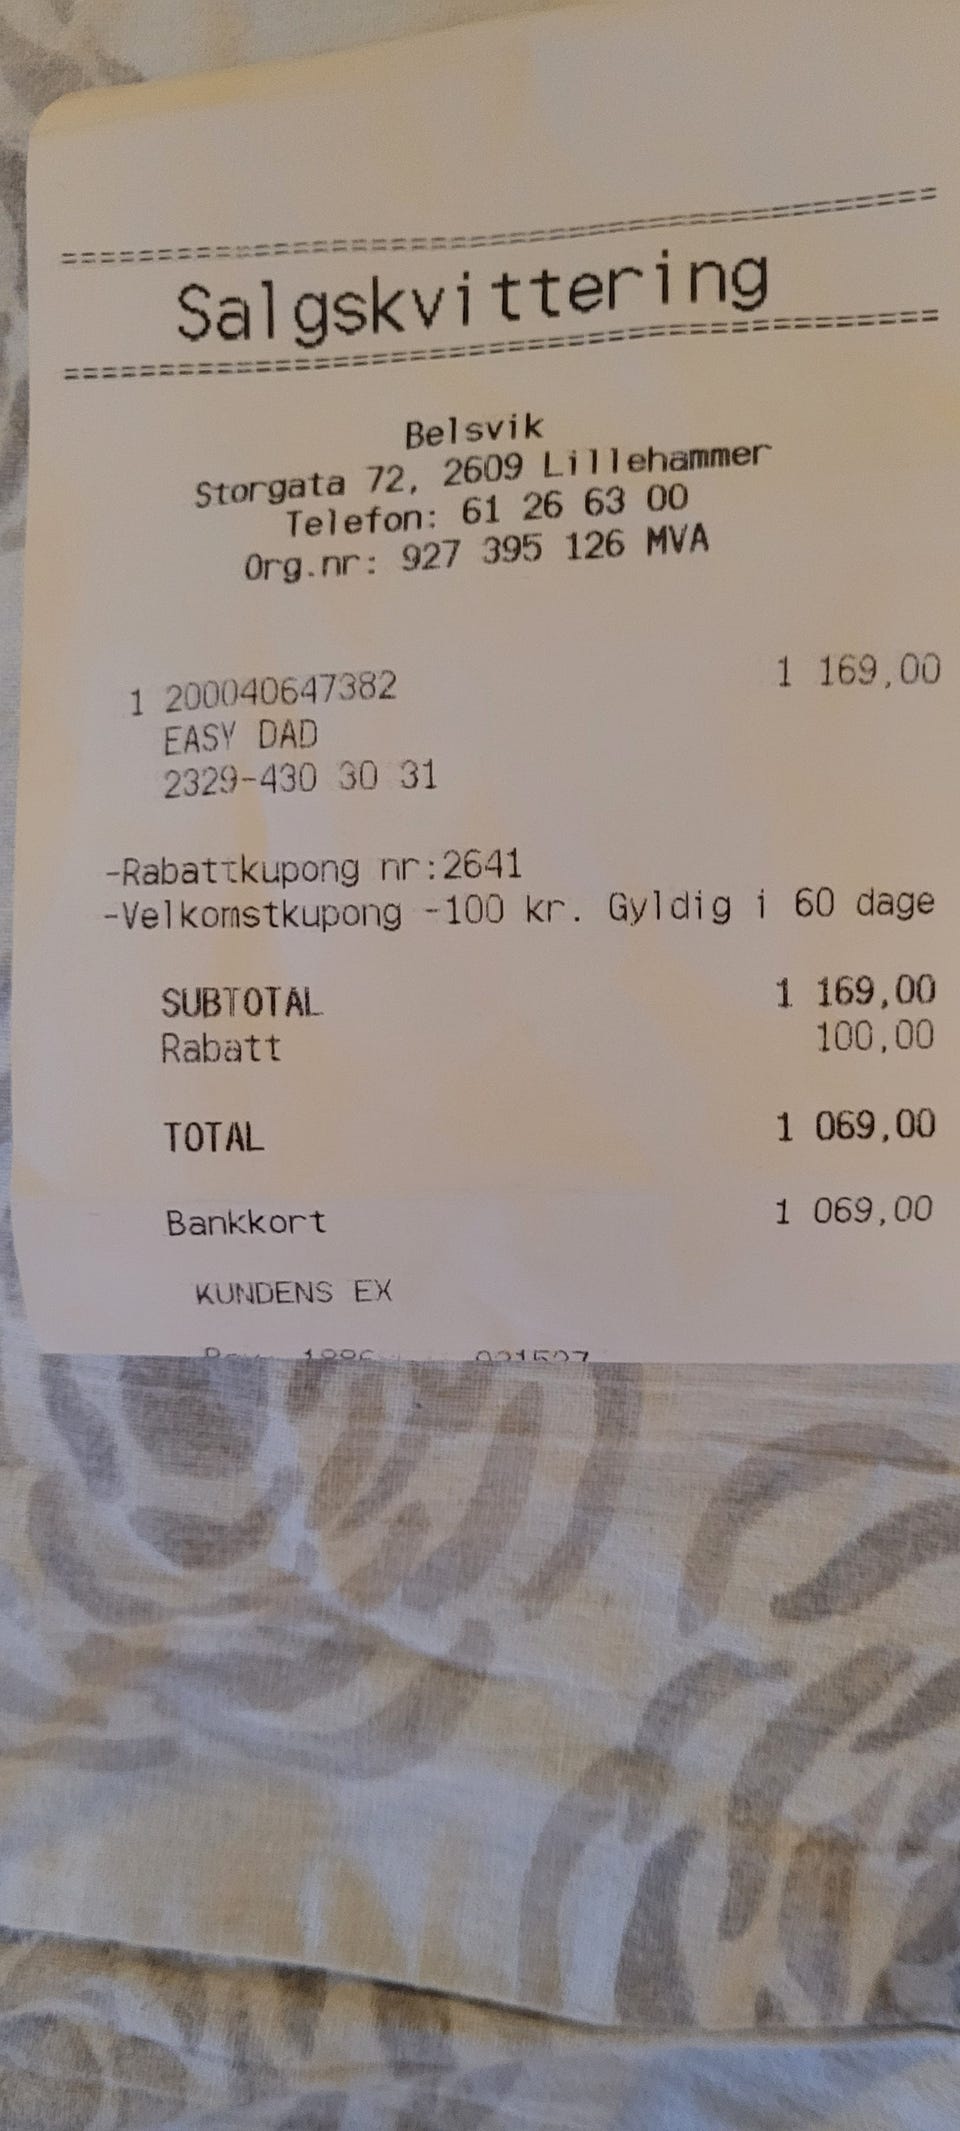 ==============================================
Salgskvittering
==============================================
Belsvik
Storgata 72, 2609 Lillehammer
Telefon: 61 26 63 00
Org.nr: 927 395 126 MVA
1 200040647382 1 169,00
EASY DAD
2329-430 30 31
-Rabattkupong nr:2641
-Velkomstkupong -100 kr. Gyldig i 60 dage
SUBTOTAL 1 169,00
Rabatt 100,00
TOTAL 1 069,00
Bankkort 1 069,00
KUNDENS EX